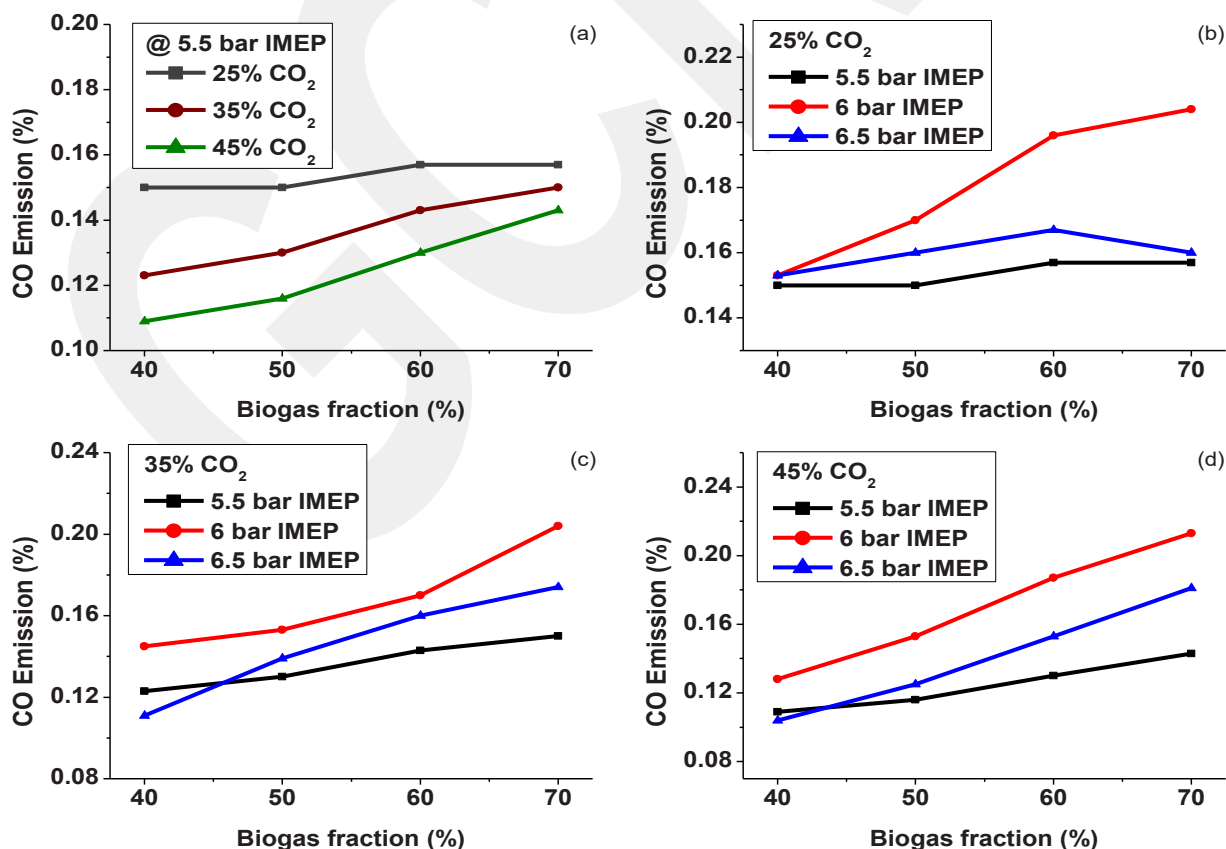 0.20
0.18
0.16
0.14
0.12
0.10
CO Emission (%)
@ 5.5 bar IMEP
25% CO₂
35% CO₂
45% CO₂
(a)
40 50 60 70
Biogas fraction (%)
0.22
0.20
0.18
0.16
0.14
CO Emission (%)
25% CO₂
5.5 bar IMEP
6 bar IMEP
6.5 bar IMEP
(b)
40 50 60 70
Biogas fraction (%)
0.24
0.20
0.16
0.12
0.08
CO Emission (%)
35% CO₂
5.5 bar IMEP
6 bar IMEP
6.5 bar IMEP
(c)
40 50 60 70
Biogas fraction (%)
0.24
0.20
0.16
0.12
0.08
CO Emission (%)
45% CO₂
5.5 bar IMEP
6 bar IMEP
6.5 bar IMEP
(d)
40 50 60 70
Biogas fraction (%)